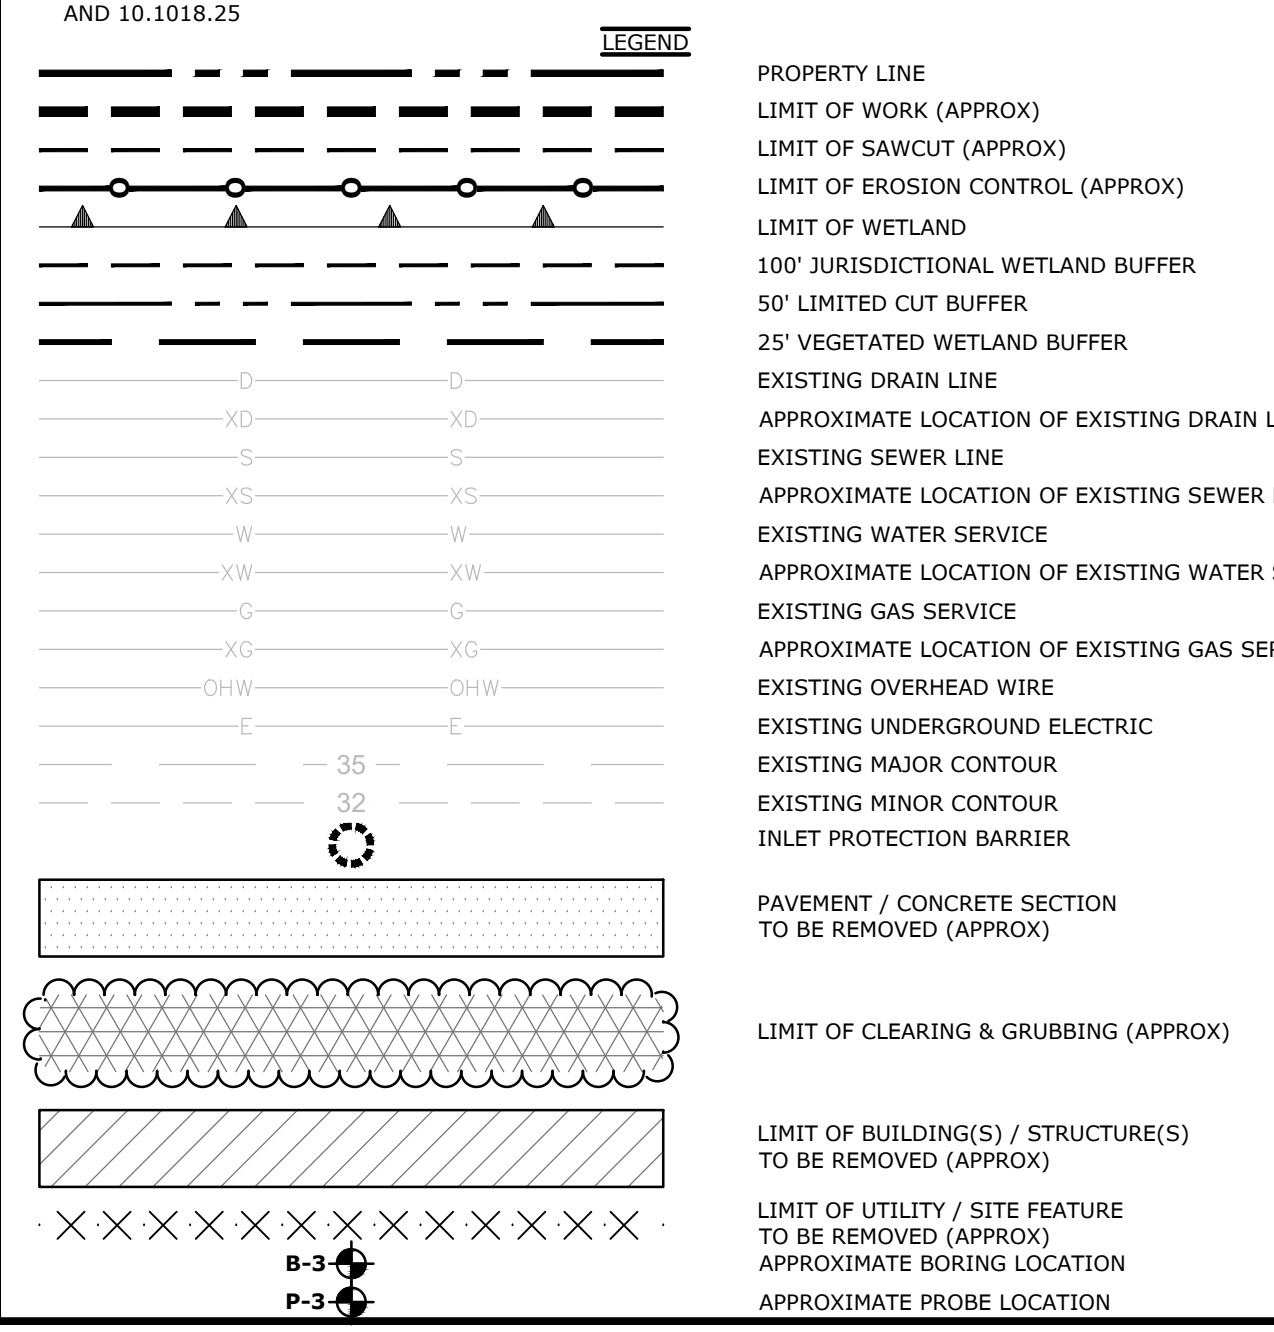 AND 10.1018.25
LEGEND
PROPERTY LINE
LIMIT OF WORK (APPROX)
LIMIT OF SAWCUT (APPROX)
LIMIT OF EROSION CONTROL (APPROX)
LIMIT OF WETLAND
100' JURISDICTIONAL WETLAND BUFFER
50' LIMITED CUT BUFFER
25' VEGETATED WETLAND BUFFER
D D EXISTING DRAIN LINE
XD XD APPROXIMATE LOCATION OF EXISTING DRAIN
S S EXISTING SEWER LINE
XS XS APPROXIMATE LOCATION OF EXISTING SEWER
W W EXISTING WATER SERVICE
XW XW APPROXIMATE LOCATION OF EXISTING WATER
G G EXISTING GAS SERVICE
XG XG APPROXIMATE LOCATION OF EXISTING GAS
OHW OHW EXISTING OVERHEAD WIRE
E E EXISTING UNDERGROUND ELECTRIC
35 EXISTING MAJOR CONTOUR
32 EXISTING MINOR CONTOUR
INLET PROTECTION BARRIER
PAVEMENT / CONCRETE SECTION
TO BE REMOVED (APPROX)
LIMIT OF CLEARING & GRUBBING (APPROX)
LIMIT OF BUILDING(S) / STRUCTURE(S)
TO BE REMOVED (APPROX)
LIMIT OF UTILITY / SITE FEATURE
TO BE REMOVED (APPROX)
B-3 APPROXIMATE BORING LOCATION
P-3 APPROXIMATE PROBE LOCATION